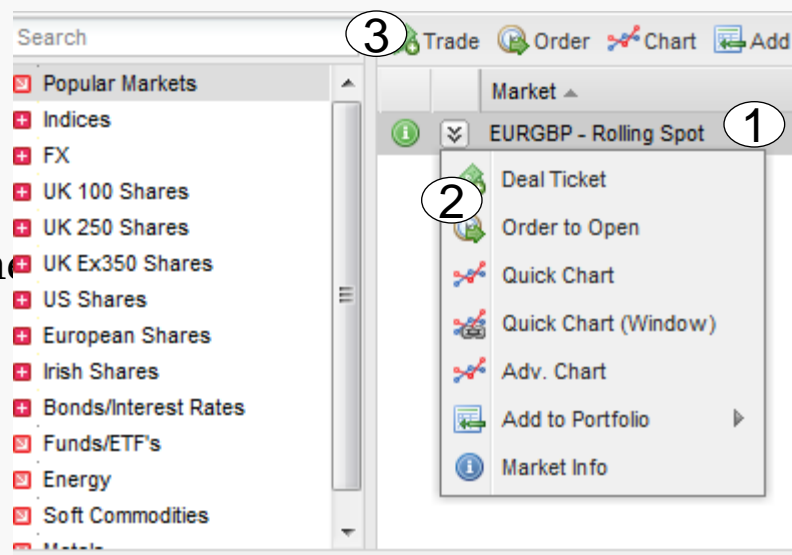 Search
3 Trade Order Chart Add
Popular Markets
Indices
FX
UK 100 Shares
UK 250 Shares
UK Ex350 Shares
US Shares
European Shares
Irish Shares
Bonds/Interest Rates
Funds/ETF's
Energy
Soft Commodities
Metals
Market
EURGBP - Rolling Spot 1
Deal Ticket
2
Order to Open
Quick Chart
Quick Chart (Window)
Adv. Chart
Add to Portfolio
Market Info